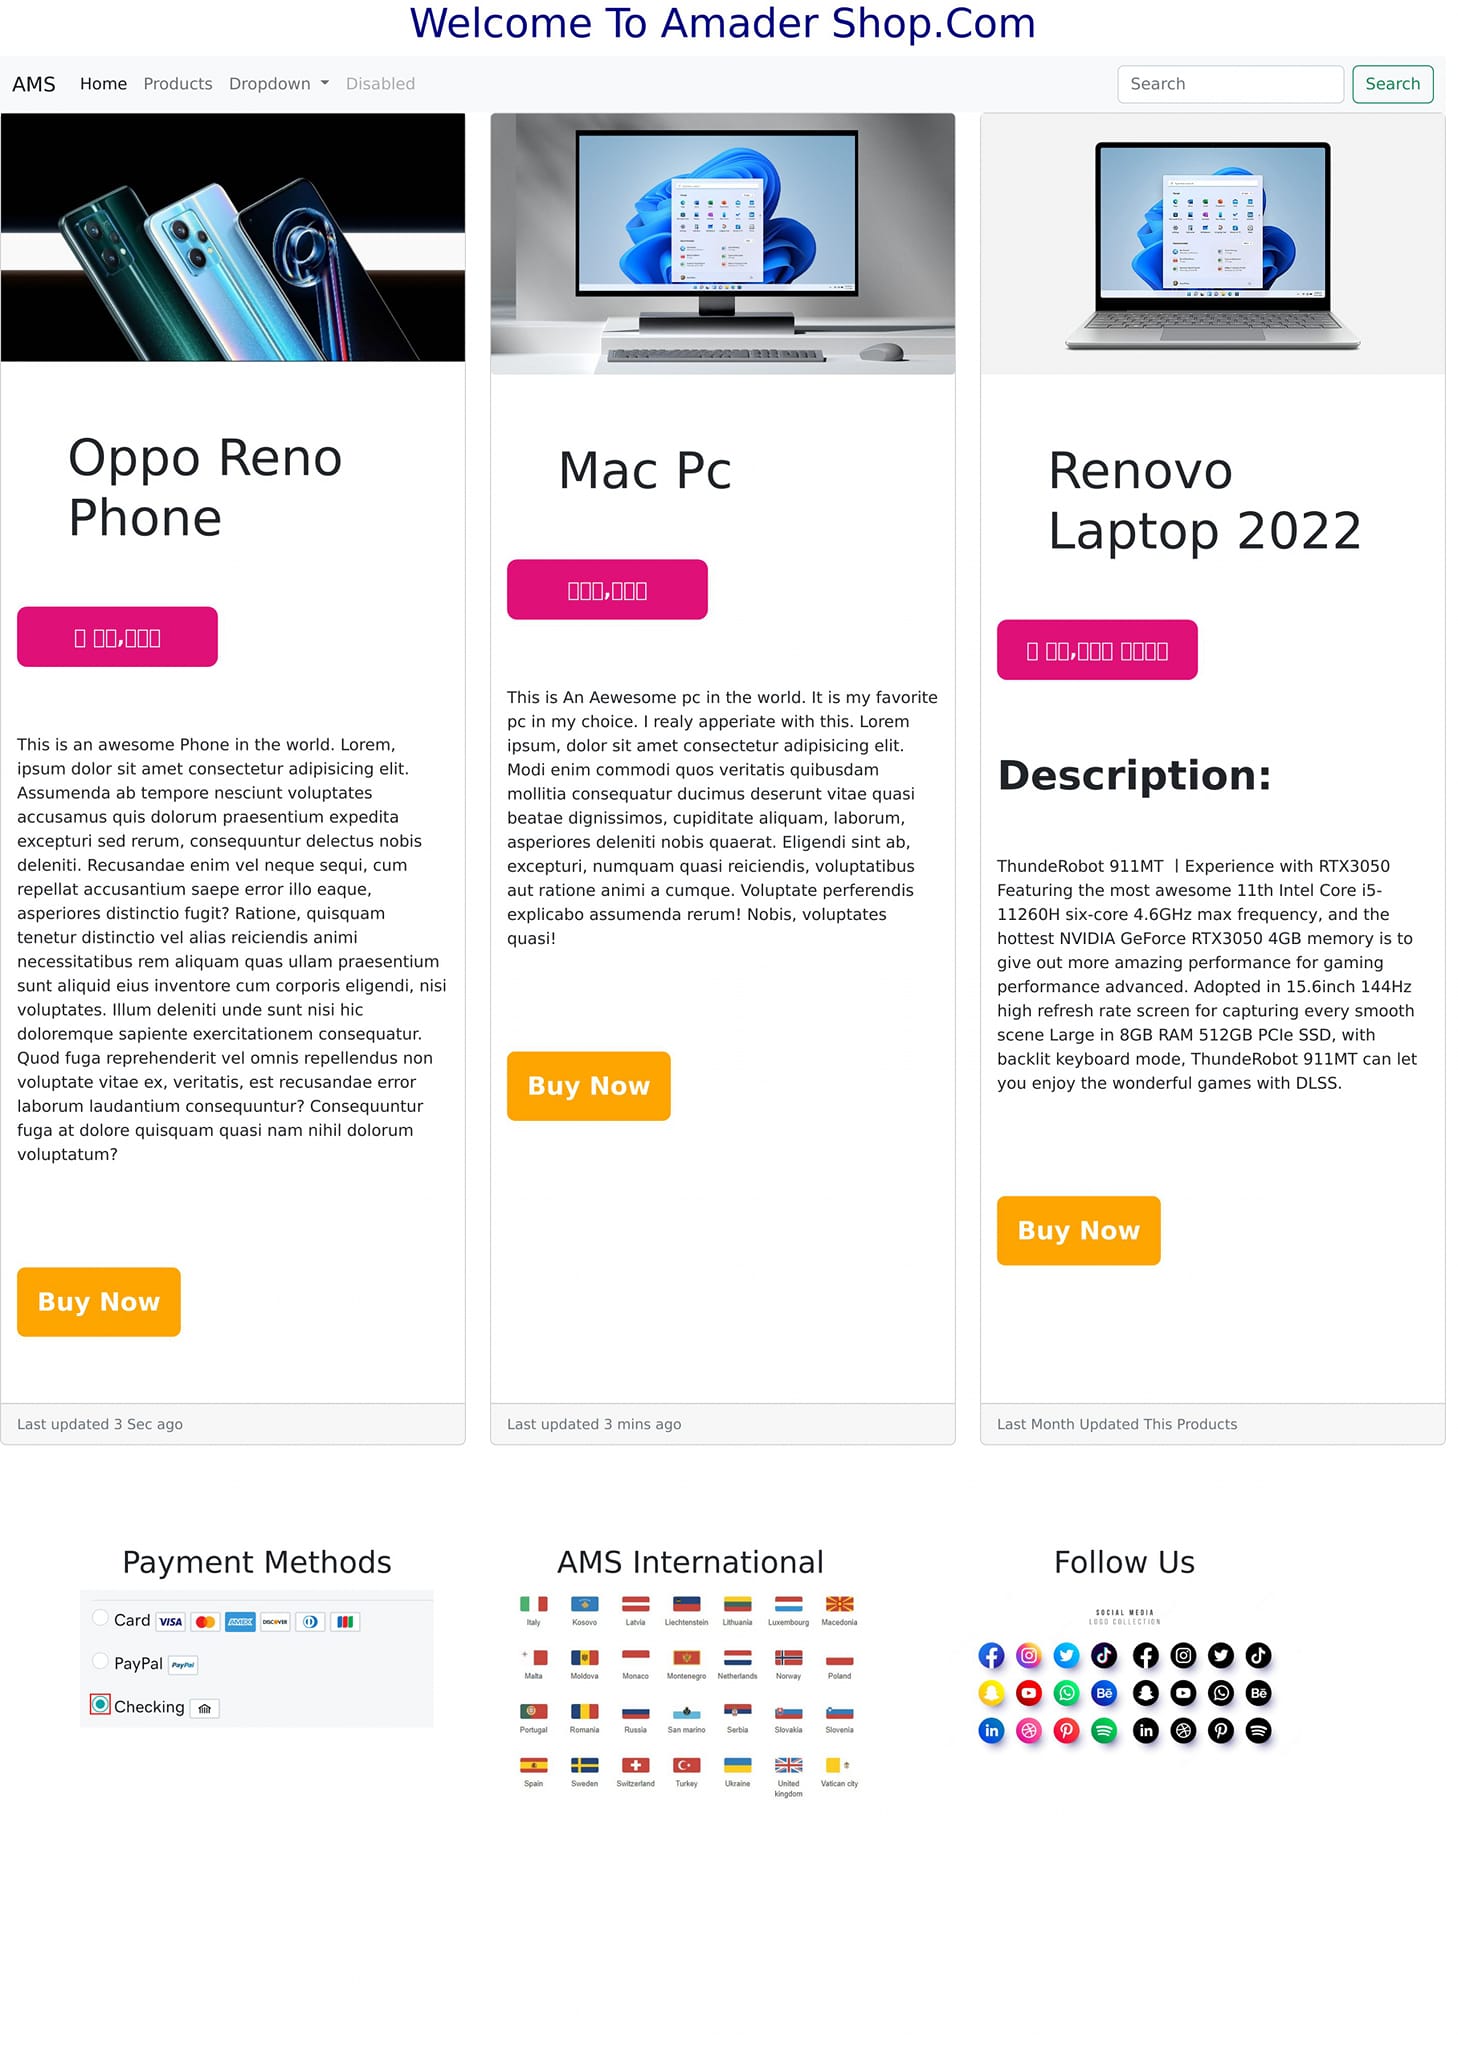 Welcome To Amader Shop.Com
AMS Home Products Dropdown Disabled Search Search
Oppo Reno
Phone
This is an awesome Phone in the world. Lorem,
ipsum dolor sit amet consectetur adipisicing elit.
Assumenda ab tempore nesciunt voluptates
accusamus quis dolorum praesentium expedita
excepturi sed rerum, consequuntur delectus nobis
deleniti. Recusandae enim vel neque sequi, cum
repellat accusantium saepe error illo eaque,
asperiores distinctio fugit? Ratione, quisquam
tenetur distinctio vel alias reiciendis animi
necessitatibus rem aliquam quas ullam praesentium
sunt aliquid eius inventore cum corporis eligendi, nisi
voluptates. Illum deleniti unde sunt nisi hic
doloremque sapiente exercitationem consequatur.
Quod fuga reprehenderit vel omnis repellendus non
voluptate vitae ex, veritatis, est recusandae error
laborum laudantium consequuntur? Consequuntur
fuga at dolore quisquam quasi nam nihil dolorum
voluptatum?
Buy Now
Last updated 3 Sec ago
Mac Pc
This is An Aewesome pc in the world. It is my favorite
pc in my choice. I realy apperiate with this. Lorem
ipsum, dolor sit amet consectetur adipisicing elit.
Modi enim commodi quos veritatis quibusdam
mollitia consequatur ducimus deserunt vitae quasi
beatae dignissimos, cupiditate aliquam, laborum,
asperiores deleniti nobis quaerat. Eligendi sint ab,
excepturi, numquam quasi reiciendis, voluptatibus
aut ratione animi a cumque. Voluptate perferendis
explicabo assumenda rerum! Nobis, voluptates
quasi!
Buy Now
Last updated 3 mins ago
Renovo
Laptop 2022
Description:
ThundeRobot 911MT | Experience with RTX3050
Featuring the most awesome 11th Intel Core i5-
11260H six-core 4.6GHz max frequency, and the
hottest NVIDIA GeForce RTX3050 4GB memory is to
give out more amazing performance for gaming
performance advanced. Adopted in 15.6inch 144Hz
high refresh rate screen for capturing every smooth
scene Large in 8GB RAM 512GB PCIe SSD, with
backlit keyboard mode, ThundeRobot 911MT can let
you enjoy the wonderful games with DLSS.
Buy Now
Last Month Updated This Products
Payment Methods
Card VISA AMEX DISCOVER
PayPal PayPal
Checking
AMS International
Italy Kosovo Latvia Liechtenstein Lithuania Luxembourg Macedonia
Malta Moldova Monaco Montenegro Netherlands Norway Poland
Portugal Romania Russia San marino Serbia Slovakia Slovenia
Spain Sweden Switzerland Turkey Ukraine United kingdom Vatican city
Follow Us
SOCIAL MEDIA
LOGO COLLECTION